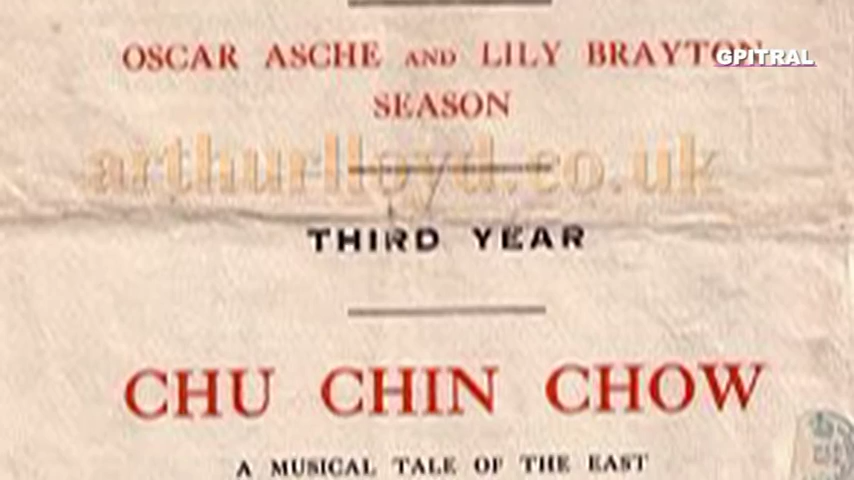 OSCAR ASCHE AND LILY BRAYTON
GPITRAL
SEASON
arthurlloyd.co.uk
THIRD YEAR
CHU CHIN CHOW
A MUSICAL TALE OF THE EAST